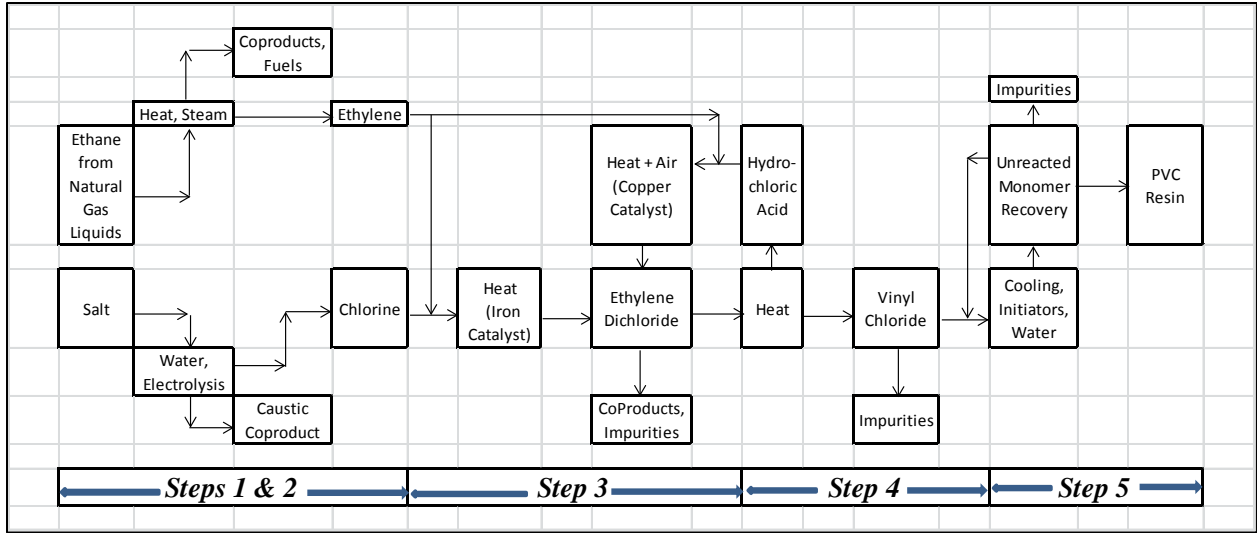 Coproducts,
Fuels
Impurities
Heat, Steam
Ethylene
Ethane
from
Natural
Gas
Liquids
Heat + Air
(Copper
Catalyst)
Hydro-
chloric
Acid
Unreacted
Monomer
Recovery
PVC
Resin
Salt
Chlorine
Heat
(Iron
Catalyst)
Ethylene
Dichloride
Heat
Vinyl
Chloride
Cooling,
Initiators,
Water
Water,
Electrolysis
Caustic
Coproduct
CoProducts,
Impurities
Impurities
Steps 1 & 2
Step 3
Step 4
Step 5